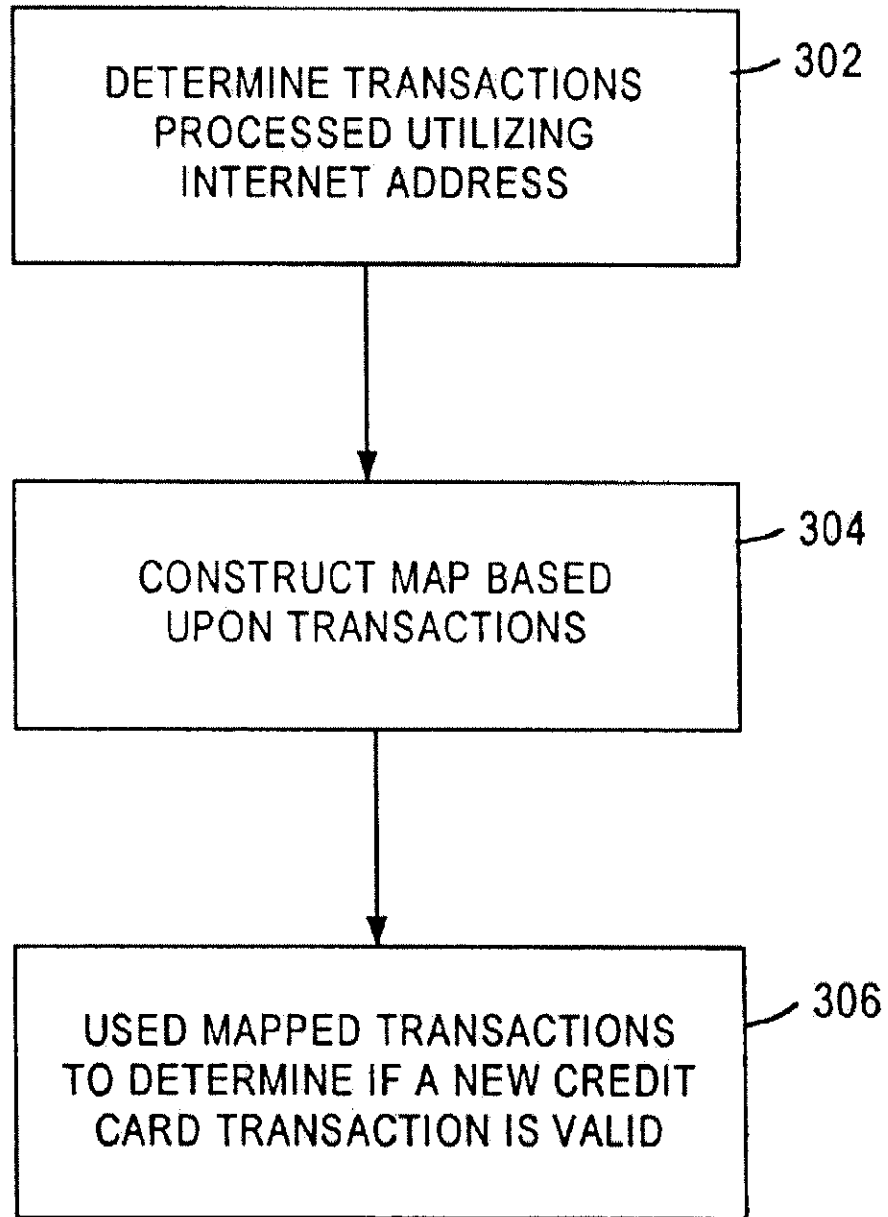 DETERMINE TRANSACTIONS
PROCESSED UTILIZING
INTERNET ADDRESS
302
CONSTRUCT MAP BASED
UPON TRANSACTIONS
304
USED MAPPED TRANSACTIONS
TO DETERMINE IF A NEW CREDIT
CARD TRANSACTION IS VALID
306